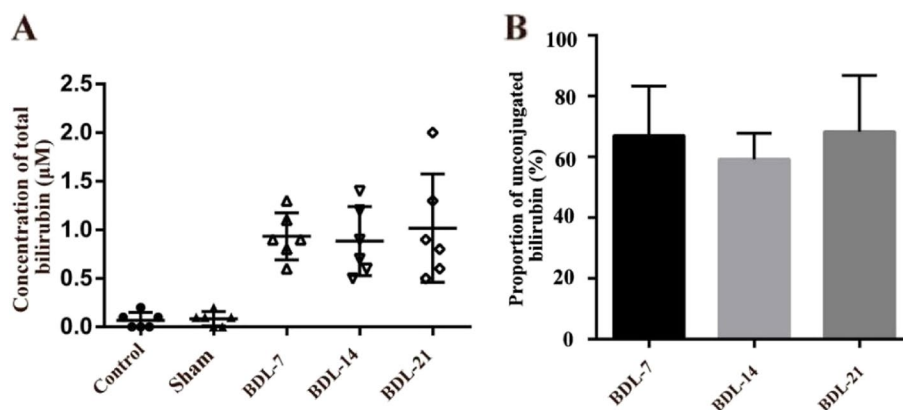 A
Concentration of total
bilirubin (μM)
2.5
2.0
1.5
1.0
0.5
0.0
Control
Sham
BDL-7
BDL-14
BDL-21
B
Proportion of unconjugated
bilirubin (%)
100
80
60
40
20
0
BDL-7
BDL-14
BDL-21